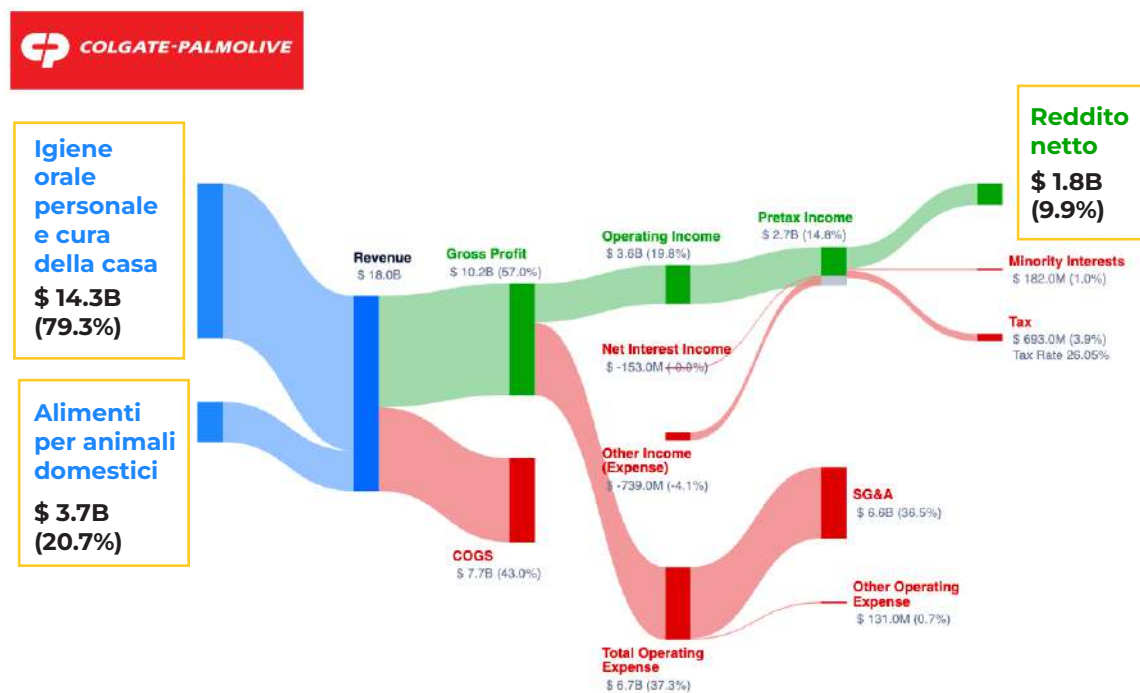 COLGATE-PALMOLIVE
Igiene
orale
personale
e cura
della casa
$ 14.3B
(79.3%)
Alimenti
per animali
domestici
$ 3.7B
(20.7%)
Revenue
$ 18.0B
Gross Profit
$ 10.2B (57.0%)
COGS
$ 7.7B (43.0%)
Operating Income
$ 3.6B (19.8%)
Net Interest Income
$ -153.0M (-0.9%)
Other Income
(Expense)
$ -739.0M (-4.1%)
Total Operating
Expense
$ 6.7B (37.3%)
Pretax Income
$ 2.7B (14.8%)
SG&A
$ 6.6B (36.5%)
Other Operating
Expense
$ 131.0M (0.7%)
Reddito
netto
$ 1.8B
(9.9%)
Minority Interests
$ 182.0M (1.0%)
Tax
$ 693.0M (3.9%)
Tax Rate 26.05%